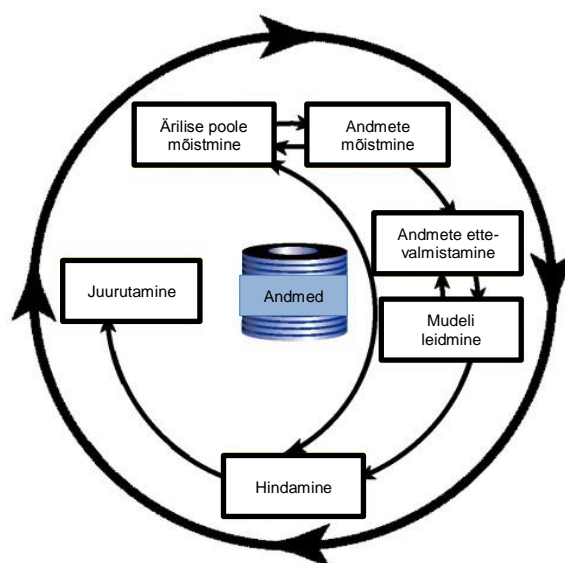 Ärilise poole
mõistmine
Andmete
mõistmine
Andmete ette-
valmistamine
Mudeli
leidmine
Hindamine
Juurutamine
Andmed